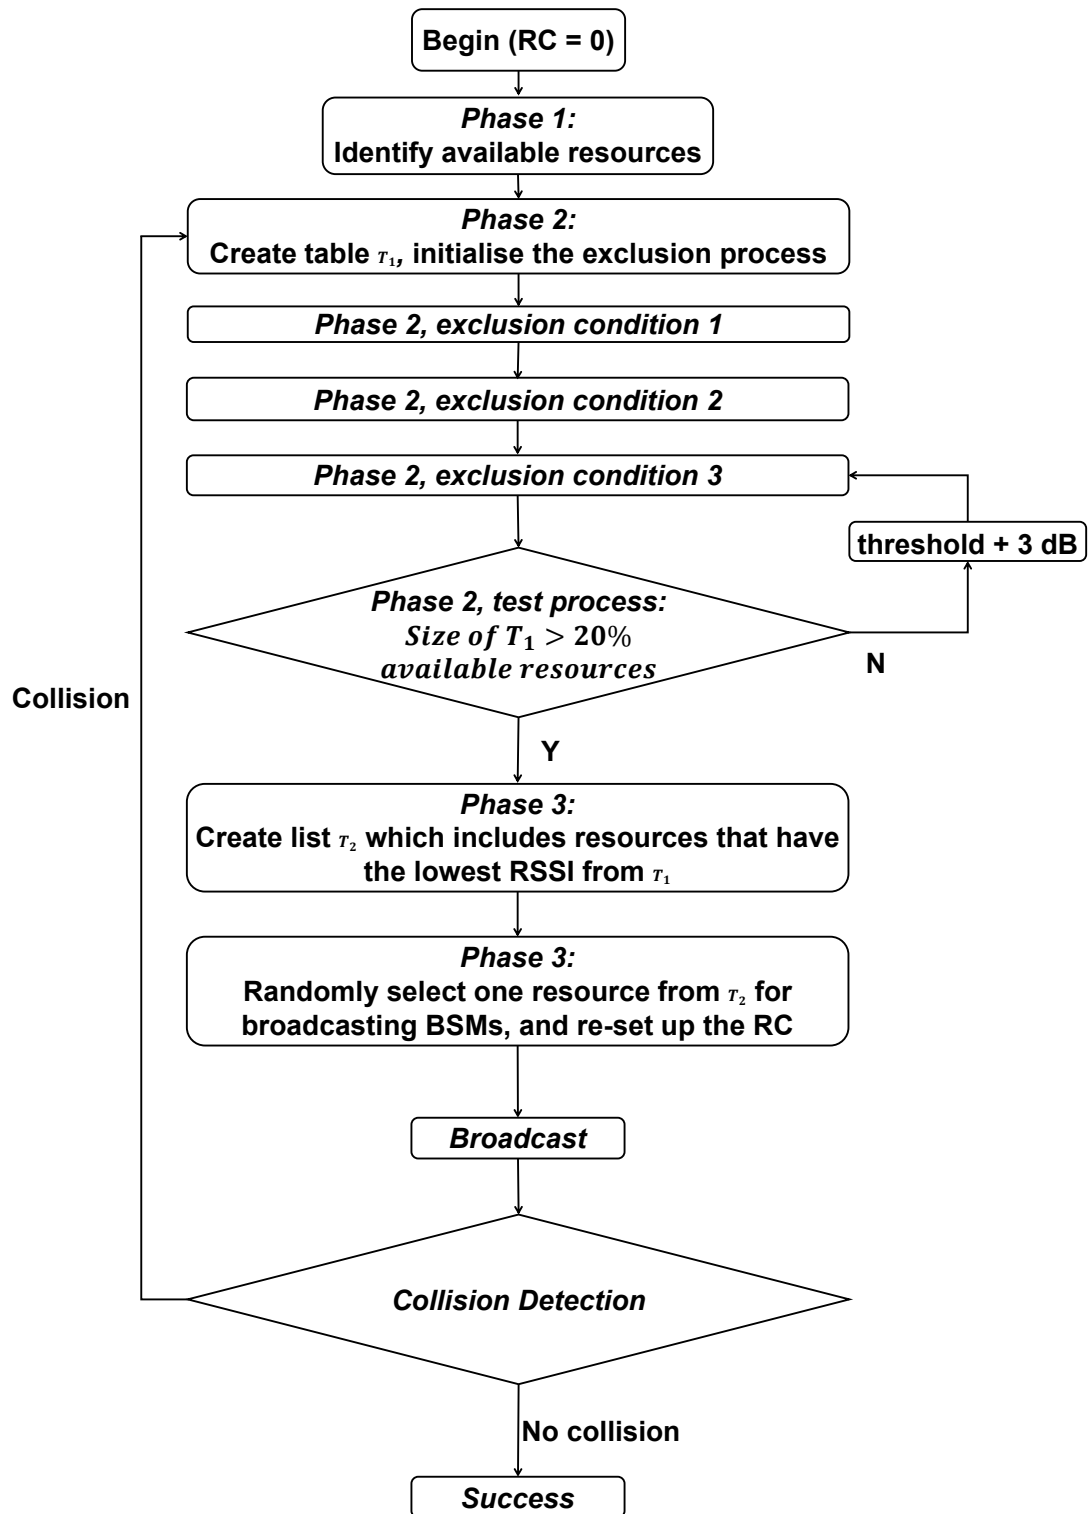 Begin (RC = 0)
Phase 1:
Identify available resources
Phase 2:
Create table T₁, initialise the exclusion process
Phase 2, exclusion condition 1
Phase 2, exclusion condition 2
Phase 2, exclusion condition 3
threshold + 3 dB
Phase 2, test process:
Size of T₁ > 20%
available resources
N
Collision
Y
Phase 3:
Create list T₂ which includes resources that have
the lowest RSSI from T₁
Phase 3:
Randomly select one resource from T₂ for
broadcasting BSMs, and re-set up the RC
Broadcast
Collision Detection
No collision
Success